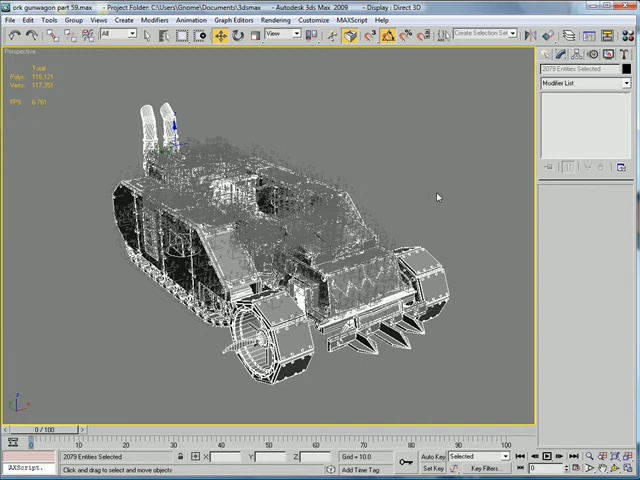 ork gunwagon part 59.max - Project Folder: C:\Users\Gnome\Documents\3dsmax - Autodesk 3ds Max 2009 - Display : Direct 3D
File Edit Tools Group Views Create Modifiers Animation Graph Editors Rendering Customize MAXScript Help
All View Create Selection Set
Perspective
Total
Polys: 116,121
Verts: 117,351
FPS: 6.761
2079 Entities Selected
Modifier List
0 / 100
0 10 20 30 40 50 60 70 80 90 100
2079 Entities Selected X: Y: Z: Grid = 10.0 Auto Key Selected
AXScript. Click and drag to select and move objects Add Time Tag Set Key Key Filters... 0